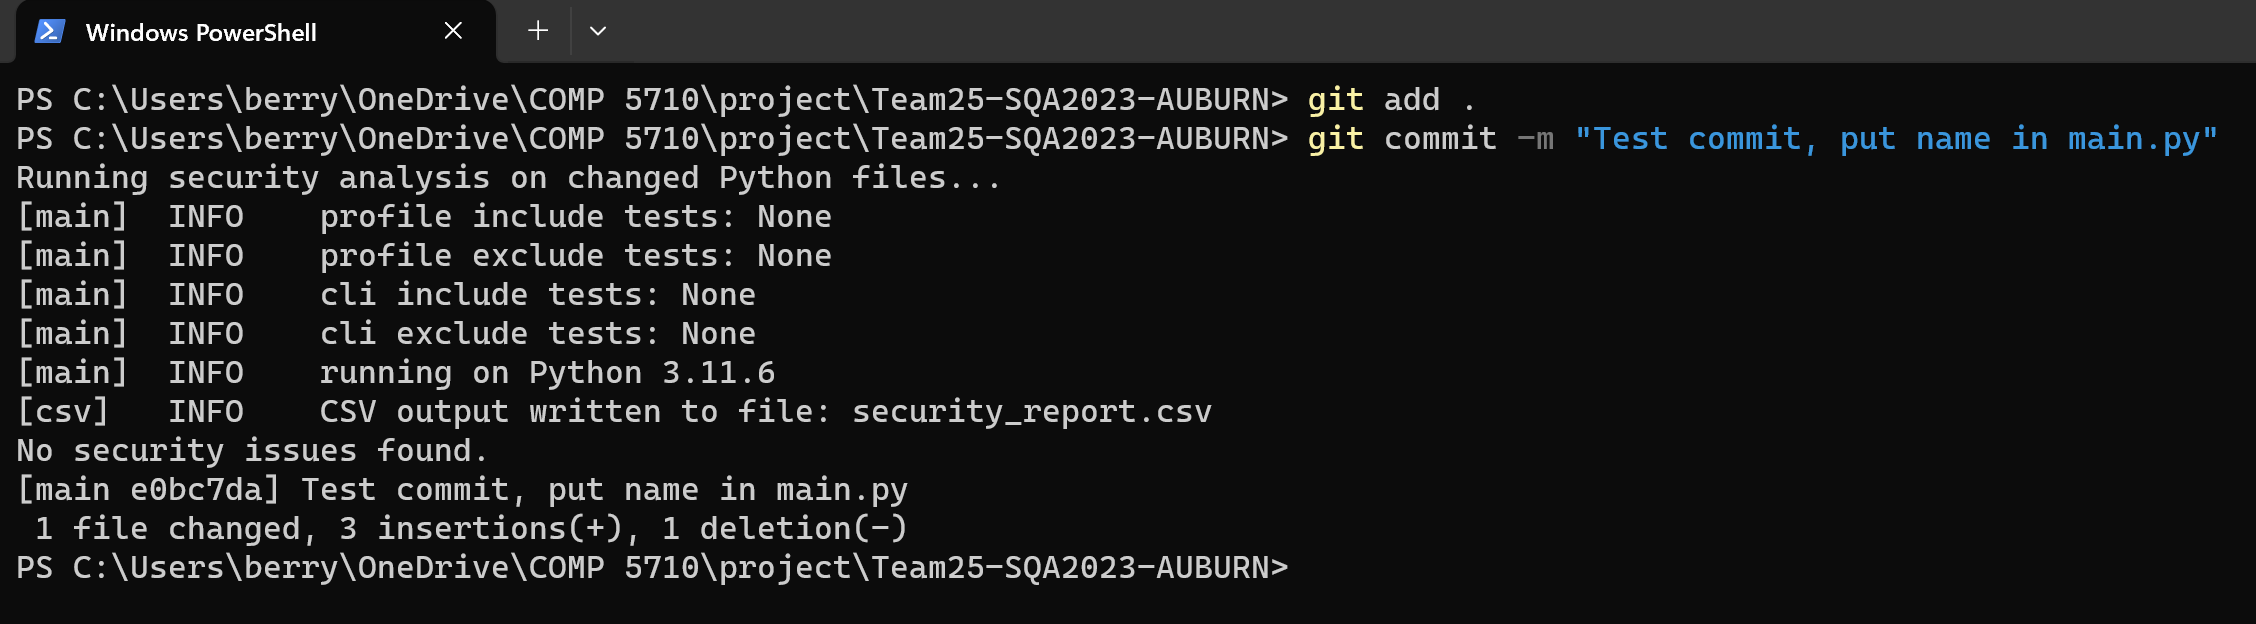 Windows PowerShell
PS C:\Users\berry\OneDrive\COMP 5710\project\Team25-SQA2023-AUBURN> git add .
PS C:\Users\berry\OneDrive\COMP 5710\project\Team25-SQA2023-AUBURN> git commit -m "Test commit, put name in main.py"
Running security analysis on changed Python files...
[main]  INFO    profile include tests: None
[main]  INFO    profile exclude tests: None
[main]  INFO    cli include tests: None
[main]  INFO    cli exclude tests: None
[main]  INFO    running on Python 3.11.6
[csv]   INFO    CSV output written to file: security_report.csv
No security issues found.
[main e0bc7da] Test commit, put name in main.py
 1 file changed, 3 insertions(+), 1 deletion(-)
PS C:\Users\berry\OneDrive\COMP 5710\project\Team25-SQA2023-AUBURN>